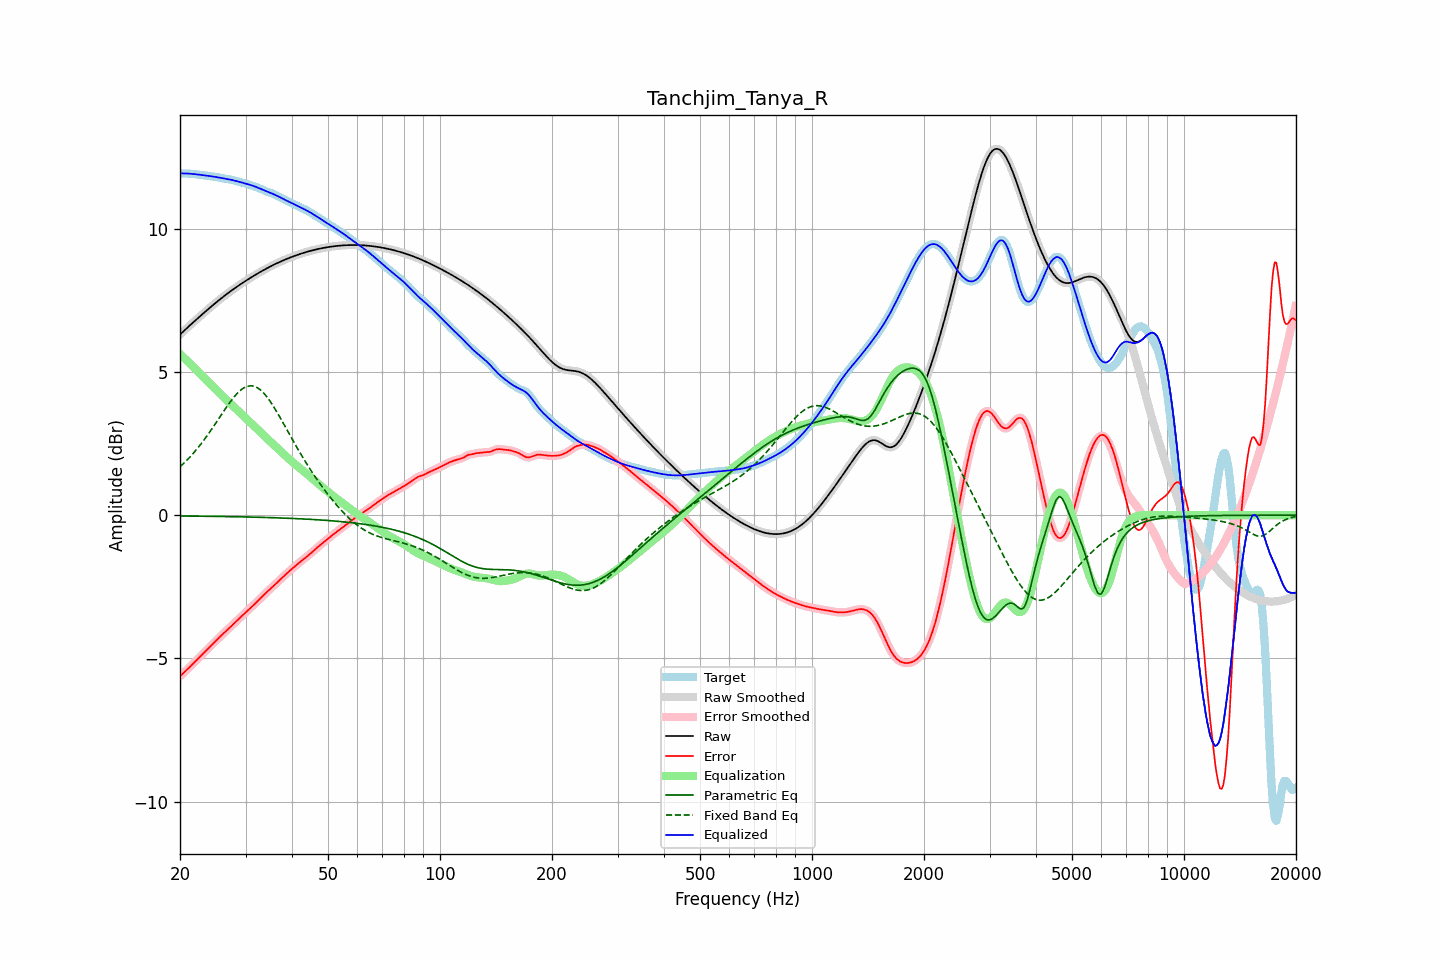 Tanchjim_Tanya_R
Amplitude (dBr)
10
5
0
−5
−10
Target
Raw Smoothed
Error Smoothed
Raw
Error
Equalization
Parametric Eq
Fixed Band Eq
Equalized
20 50 100 200 500 1000 2000 5000 10000 20000
Frequency (Hz)